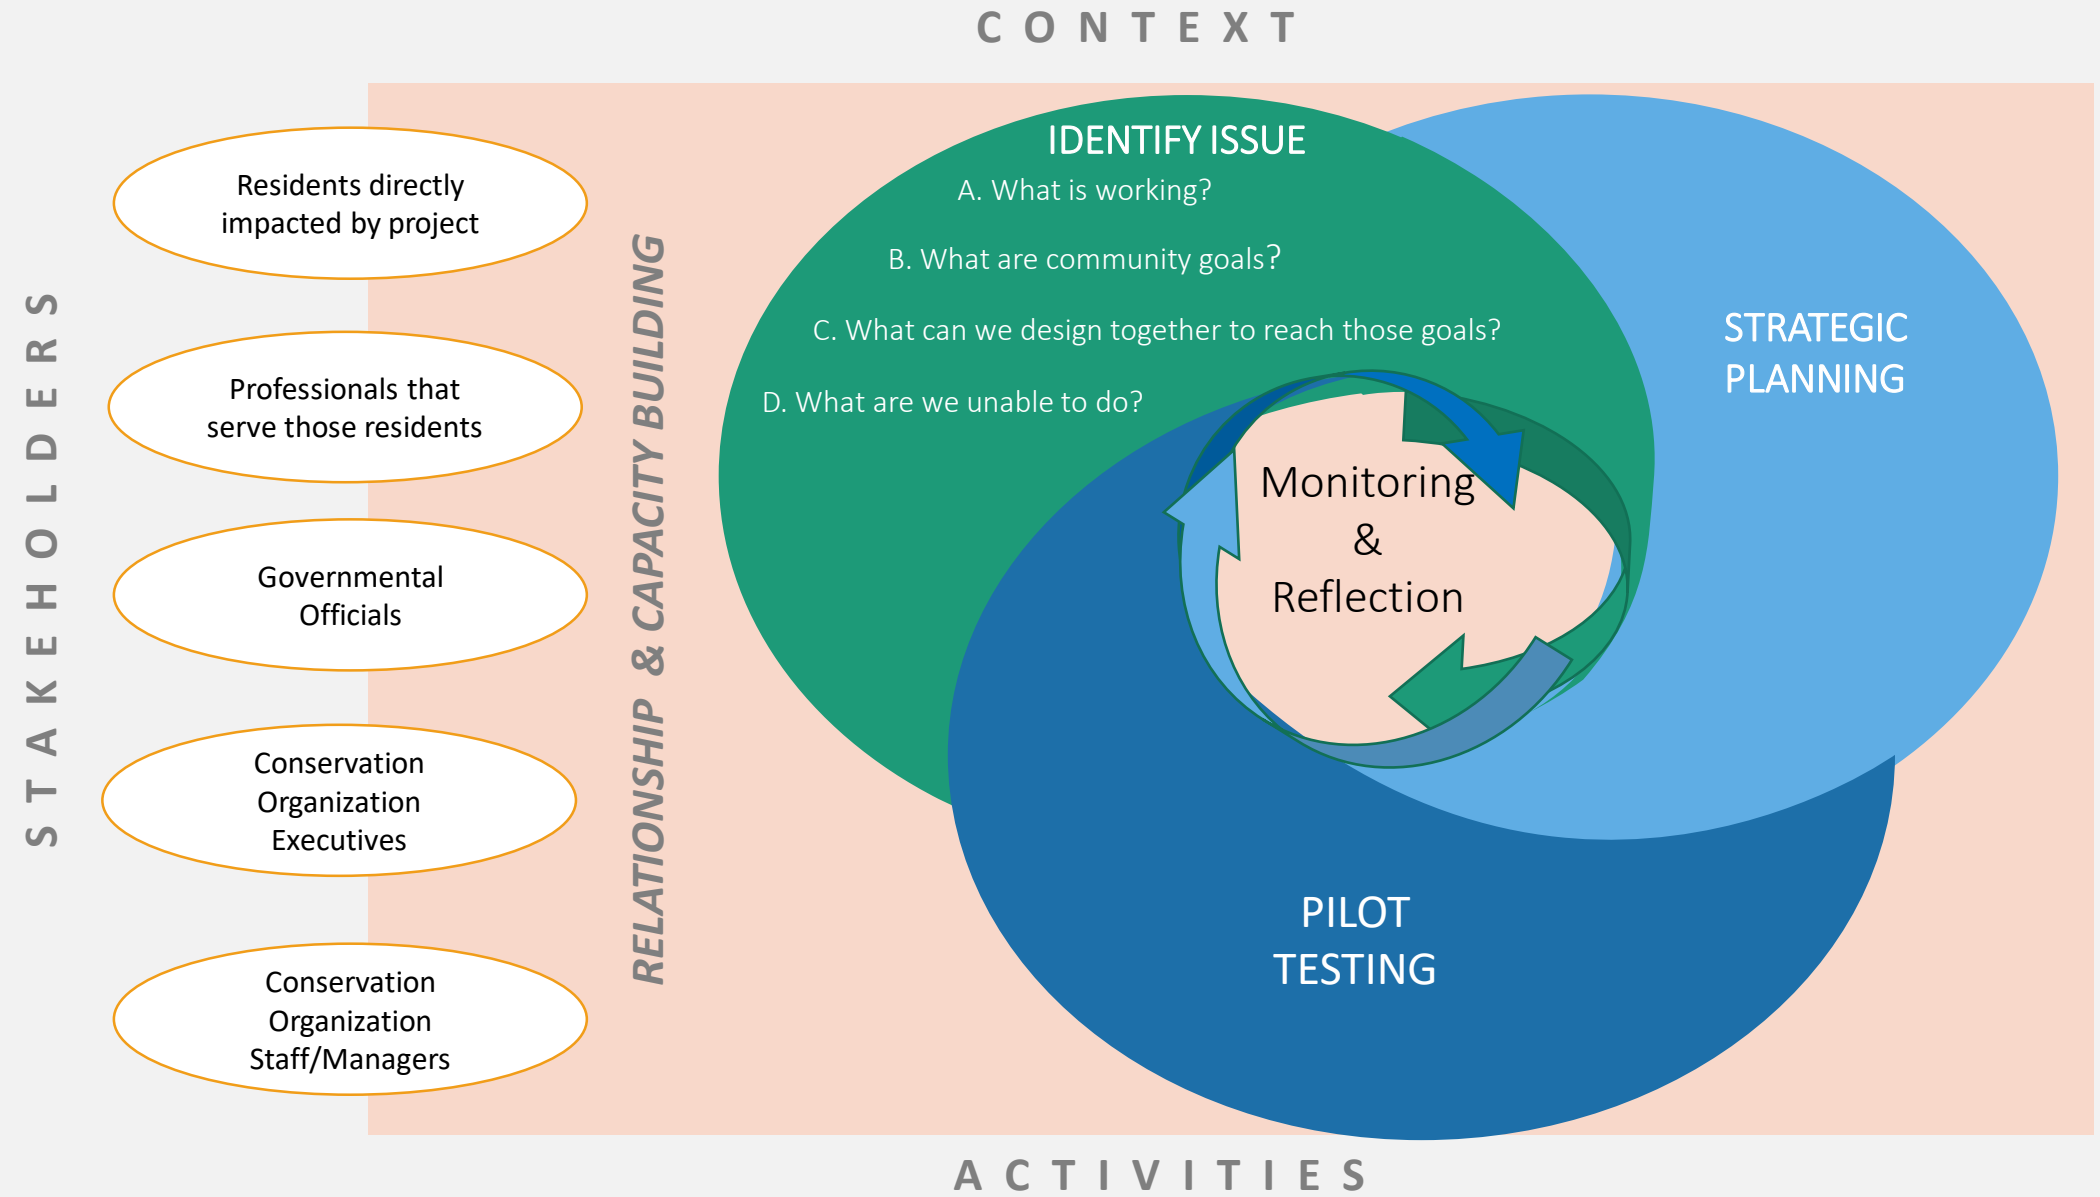 CONTEXT
STAKEHOLDERS
Residents directly
impacted by project
Professionals that
serve those residents
Governmental
Officials
Conservation
Organization
Executives
Conservation
Organization
Staff/Managers
RELATIONSHIP & CAPACITY BUILDING
IDENTIFY ISSUE
A. What is working?
B. What are community goals?
C. What can we design together to reach those goals?
D. What are we unable to do?
STRATEGIC
PLANNING
Monitoring
&
Reflection
PILOT
TESTING
ACTIVITIES